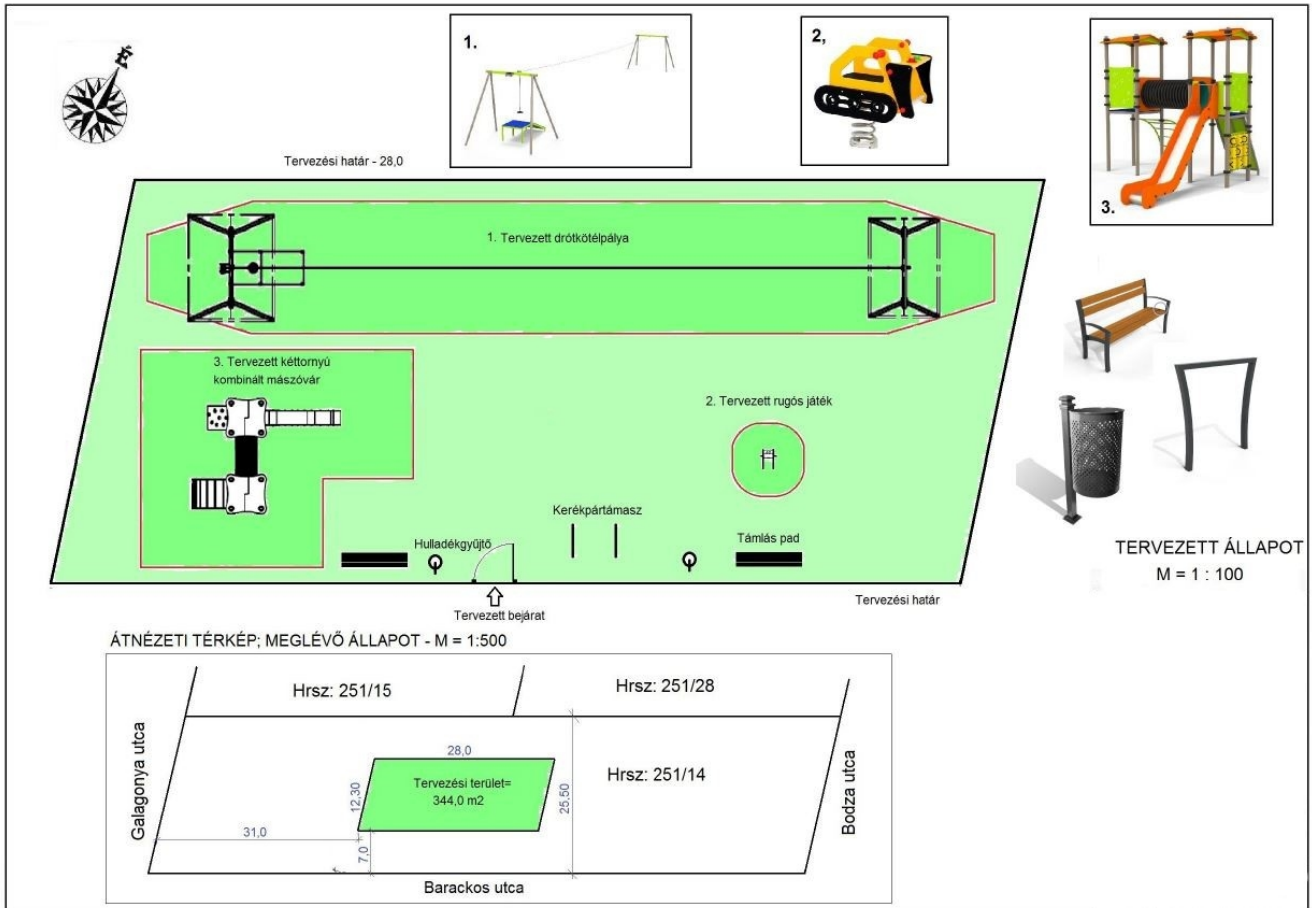 É
1.
2,
3.
Tervezési határ - 28,0
1. Tervezett drótkötélpálya
3. Tervezett kéttornyú
kombinált mászóvár
2. Tervezett rugós játék
Kerékpártámasz
Hulladékgyűjtő
Támlás pad
TERVEZETT ÁLLAPOT
M = 1 : 100
Tervezett bejárat
Tervezési határ
ÁTNÉZETI TÉRKÉP; MEGLÉVŐ ÁLLAPOT - M = 1:500
Hrsz: 251/15
Hrsz: 251/28
Galagonya utca
28,0
Tervezési terület=
344,0 m2
12,30
25,50
Hrsz: 251/14
Bodza utca
31,0
7,0
Barackos utca